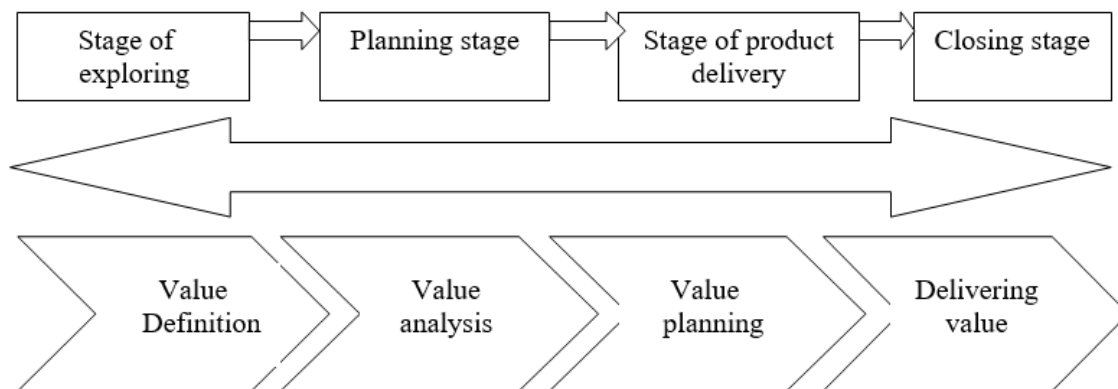 Stage of
exploring
Planning stage
Stage of product
delivery
Closing stage
Value
Definition
Value
analysis
Value
planning
Delivering
value